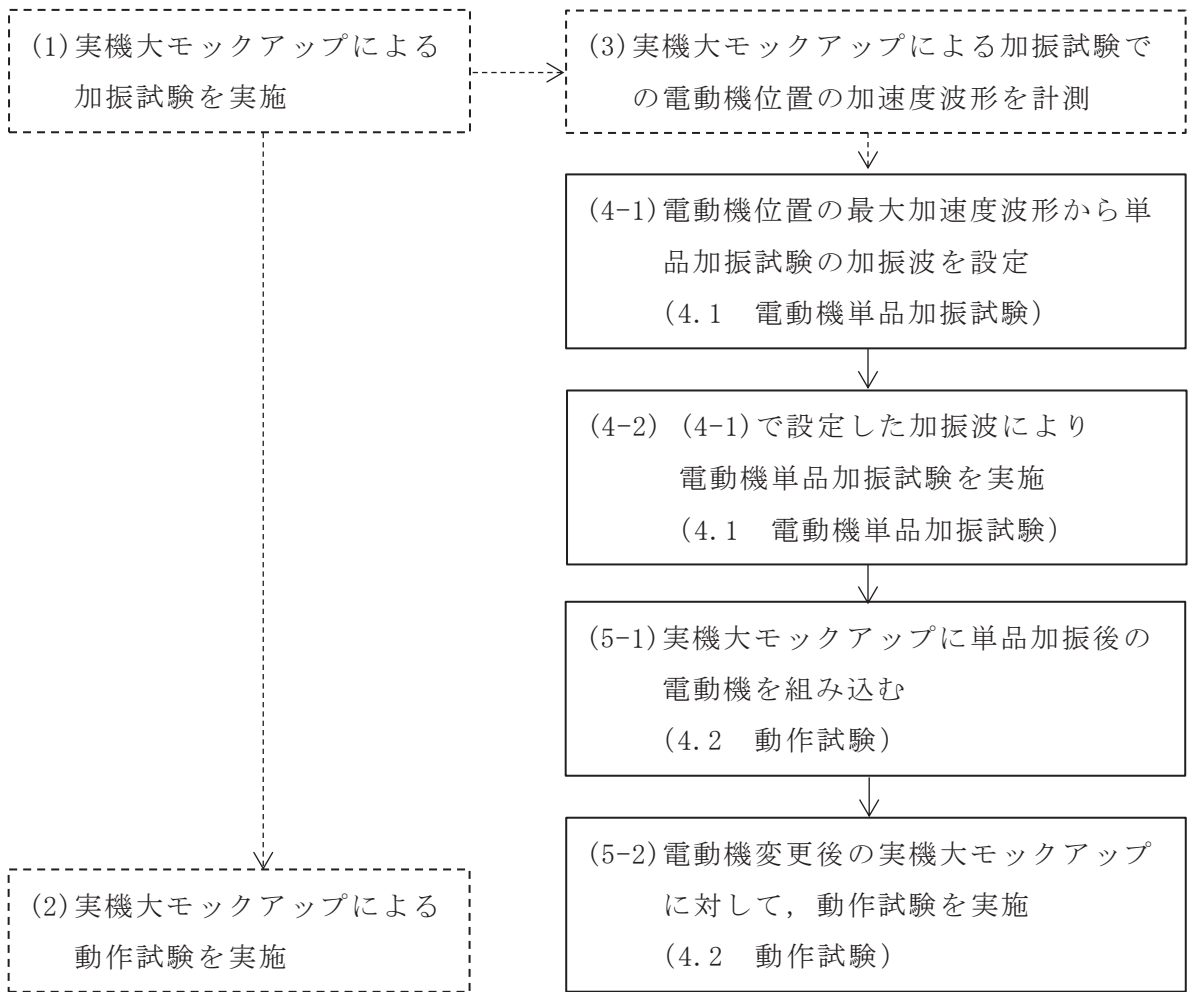 (1)実機大モックアップによる
加振試験を実施
(3)実機大モックアップによる加振試験で
の電動機位置の加速度波形を計測
(4-1)電動機位置の最大加速度波形から単
品加振試験の加振波を設定
(4.1 電動機単品加振試験)
(4-2) (4-1)で設定した加振波により
電動機単品加振試験を実施
(4.1 電動機単品加振試験)
(5-1)実機大モックアップに単品加振後の
電動機を組み込む
(4.2 動作試験)
(5-2)電動機変更後の実機大モックアップ
に対して，動作試験を実施
(4.2 動作試験)
(2)実機大モックアップによる
動作試験を実施